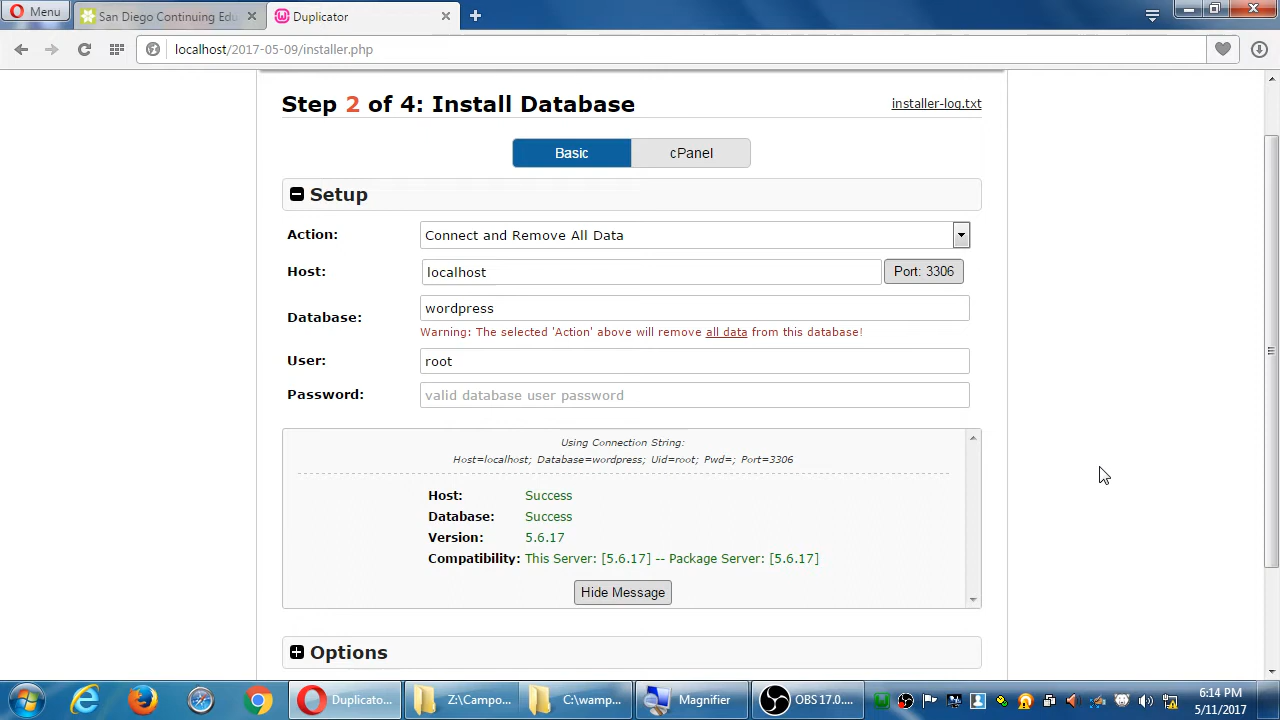 Menu
San Diego Continuing Edu
Duplicator
localhost/2017-05-09/installer.php
Step 2 of 4: Install Database
installer-log.txt
Basic
cPanel
Setup
Action:
Connect and Remove All Data
Host:
localhost
Port: 3306
Database:
wordpress
Warning: The selected 'Action' above will remove all data from this database!
User:
root
Password:
valid database user password
Using Connection String:
Host=localhost; Database=wordpress; Uid=root; Pwd=; Port=3306
Host: Success
Database: Success
Version: 5.6.17
Compatibility: This Server: [5.6.17] -- Package Server: [5.6.17]
Hide Message
Options
Duplicato...
Z:\Campo...
C:\wamp...
Magnifier
OBS 17.0....
6:14 PM
5/11/2017